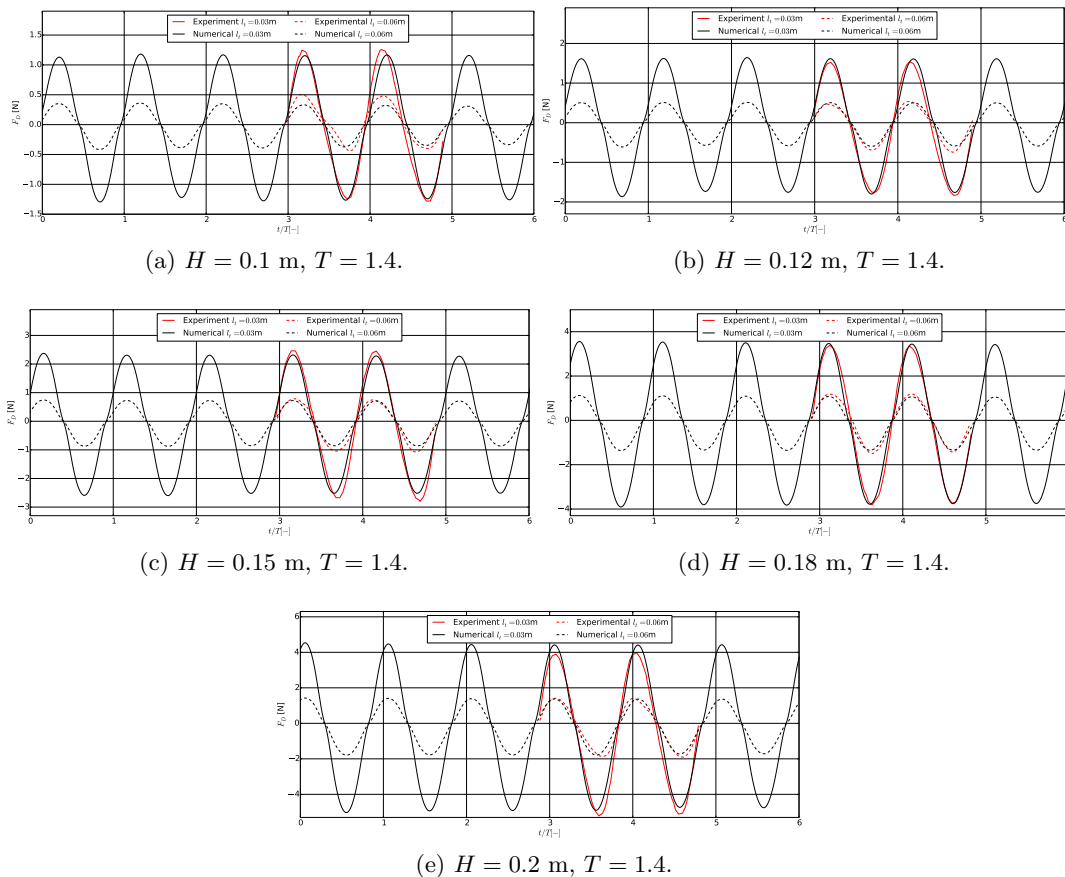 Experiment l_t=0.03m Experimental l_t=0.06m
Numerical l_t=0.03m Numerical l_t=0.06m
1.5
1.0
0.5
0.0
−0.5
−1.0
−1.5
F_D [N]
0 1 2 3 4 5 6
t/T[−]
(a) H = 0.1 m, T = 1.4.
Experiment l_t=0.03m Experimental l_t=0.06m
Numerical l_t=0.03m Numerical l_t=0.06m
2
1
0
−1
−2
F_D [N]
0 1 2 3 4 5 6
t/T[−]
(b) H = 0.12 m, T = 1.4.
Experiment l_t=0.03m Experimental l_t=0.06m
Numerical l_t=0.03m Numerical l_t=0.06m
3
2
1
0
−1
−2
−3
F_D [N]
0 1 2 3 4 5 6
t/T[−]
(c) H = 0.15 m, T = 1.4.
Experiment l_t=0.03m Experimental l_t=0.06m
Numerical l_t=0.03m Numerical l_t=0.06m
4
2
0
−2
−4
F_D [N]
0 1 2 3 4 5
t/T[−]
(d) H = 0.18 m, T = 1.4.
Experiment l_t=0.03m Experimental l_t=0.06m
Numerical l_t=0.03m Numerical l_t=0.06m
6
4
2
0
−2
−4
F_D [N]
0 1 2 3 4 5 6
t/T[−]
(e) H = 0.2 m, T = 1.4.